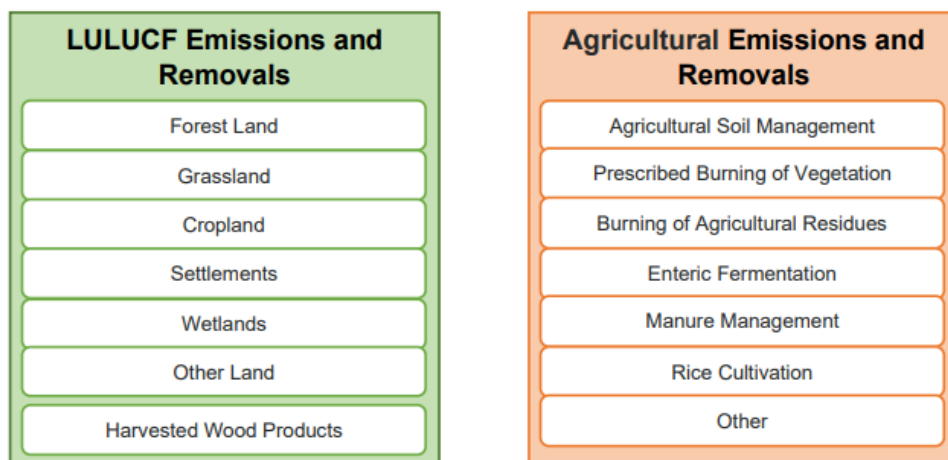 LULUCF Emissions and
Removals
Forest Land
Grassland
Cropland
Settlements
Wetlands
Other Land
Harvested Wood Products
Agricultural Emissions and
Removals
Agricultural Soil Management
Prescribed Burning of Vegetation
Burning of Agricultural Residues
Enteric Fermentation
Manure Management
Rice Cultivation
Other